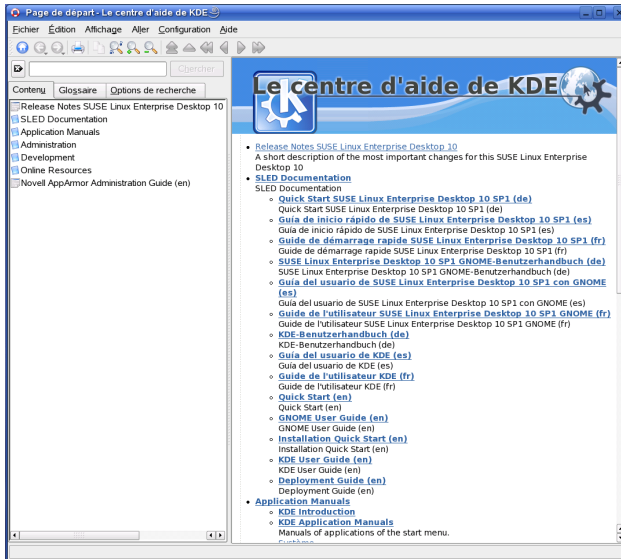 Page de départ - Le centre d'aide de KDE
Fichier Édition Affichage Aller Configuration Aide
Chercher
Contenu Glossaire Options de recherche
Release Notes SUSE Linux Enterprise Desktop 10
SLED Documentation
Application Manuals
Administration
Development
Online Resources
Novell AppArmor Administration Guide (en)
Le centre d'aide de KDE
Release Notes SUSE Linux Enterprise Desktop 10
A short description of the most important changes for this SUSE Linux Enterprise
Desktop 10
SLED Documentation
SLED Documentation
Quick Start SUSE Linux Enterprise Desktop 10 SP1 (de)
Quick Start SUSE Linux Enterprise Desktop 10 SP1 (de)
Guía de inicio rápido de SUSE Linux Enterprise Desktop 10 SP1 (es)
Guía de inicio rápido de SUSE Linux Enterprise Desktop 10 SP1 (es)
Guide de démarrage rapide SUSE Linux Enterprise Desktop 10 SP1 (fr)
Guide de démarrage rapide SUSE Linux Enterprise Desktop 10 SP1 (fr)
SUSE Linux Enterprise Desktop 10 SP1 GNOME-Benutzerhandbuch (de)
SUSE Linux Enterprise Desktop 10 SP1 GNOME-Benutzerhandbuch (de)
Guía del usuario de SUSE Linux Enterprise Desktop 10 SP1 con GNOME
(es)
Guía del usuario de SUSE Linux Enterprise Desktop 10 SP1 con GNOME (es)
Guide de l'utilisateur SUSE Linux Enterprise Desktop 10 SP1 GNOME (fr)
Guide de l'utilisateur SUSE Linux Enterprise Desktop 10 SP1 GNOME (fr)
KDE-Benutzerhandbuch (de)
KDE-Benutzerhandbuch (de)
Guía del usuario de KDE (es)
Guía del usuario de KDE (es)
Guide de l'utilisateur KDE (fr)
Guide de l'utilisateur KDE (fr)
Quick Start (en)
Quick Start (en)
GNOME User Guide (en)
GNOME User Guide (en)
Installation Quick Start (en)
Installation Quick Start (en)
KDE User Guide (en)
KDE User Guide (en)
Deployment Guide (en)
Deployment Guide (en)
Application Manuals
KDE Introduction
KDE Application Manuals
Manuals of applications of the start menu.
Système